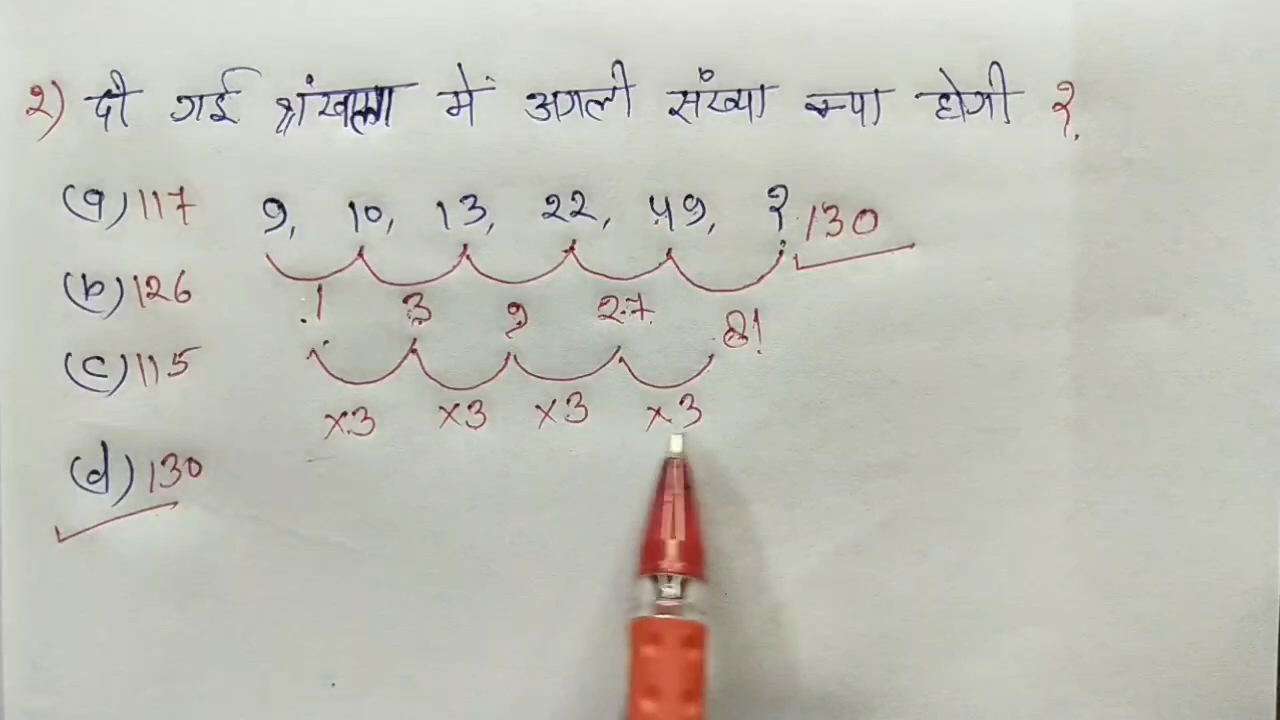 २) दी गई श्रंखला में अगली संख्या क्या होगी ?
(a) 117 9, 10, 13, 22, 49, ? 130
(b) 126 1 3 9 27 81
(c) 115
×3 ×3 ×3 ×3
(d) 130